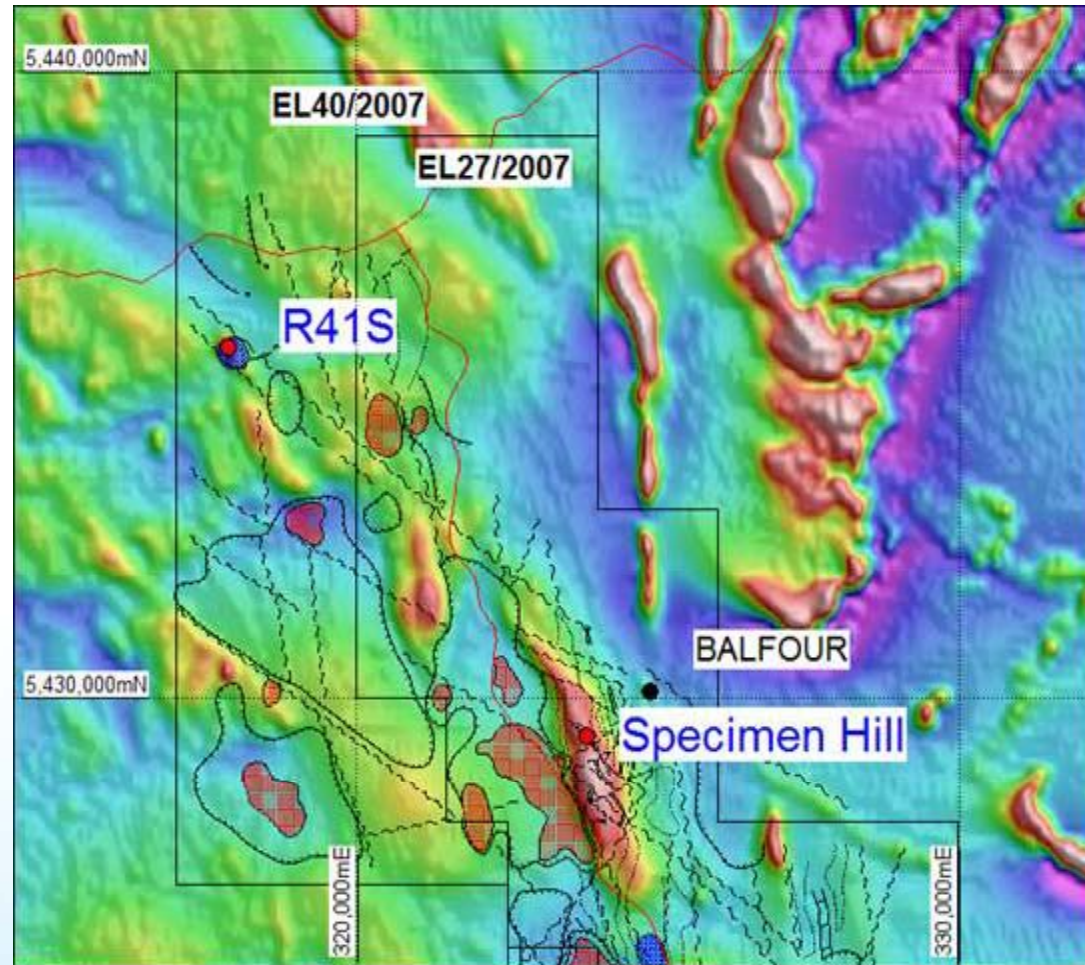 5,440,000mN
EL40/2007
EL27/2007
R41S
BALFOUR
5,430,000mN
Specimen Hill
320,000mE
330,000mE